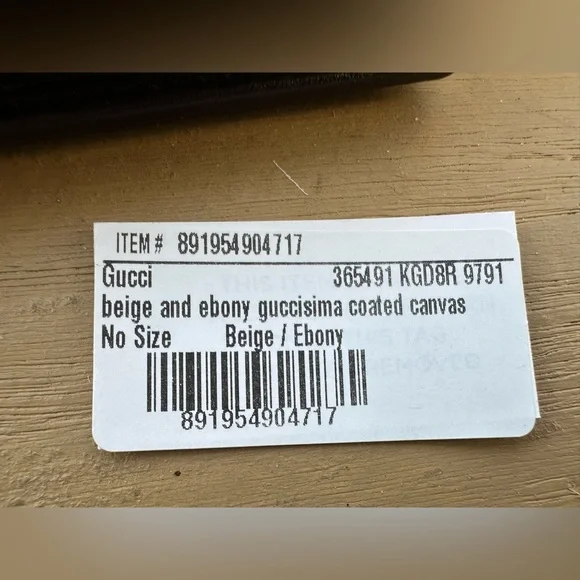 ITEM # 891954904717
Gucci 365491 KGD8R 9791
beige and ebony guccisima coated canvas
No Size Beige / Ebony
891954904717